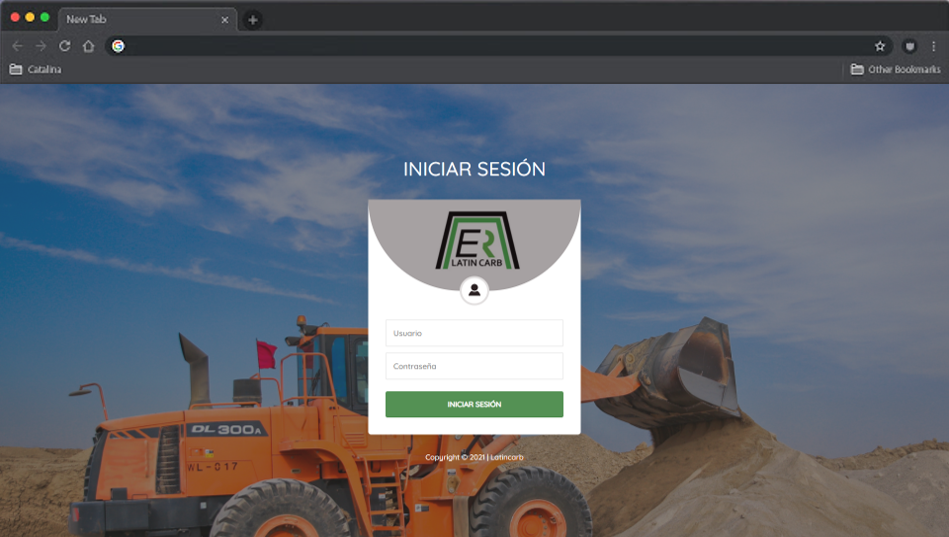 New Tab
Catalina
Other Bookmarks
INICIAR SESIÓN
ER
LATIN CARB
Usuario
Contraseña
INICIAR SESIÓN
DL 300A
WL-017
Copyright © 2021 | Latincarb